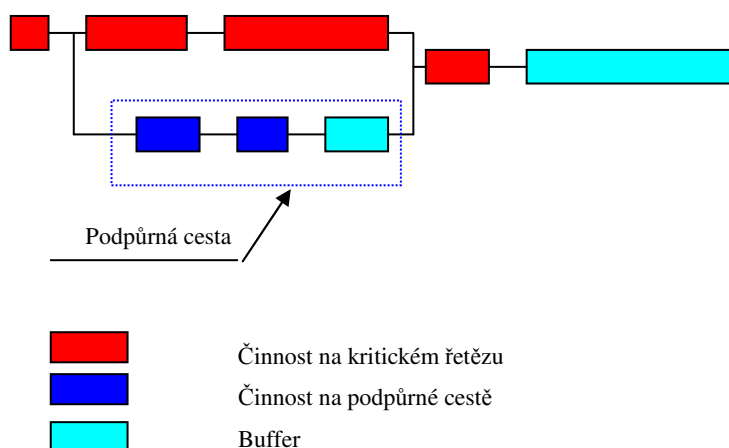 Podpůrná cesta
Činnost na kritickém řetězu
Činnost na podpůrné cestě
Buffer